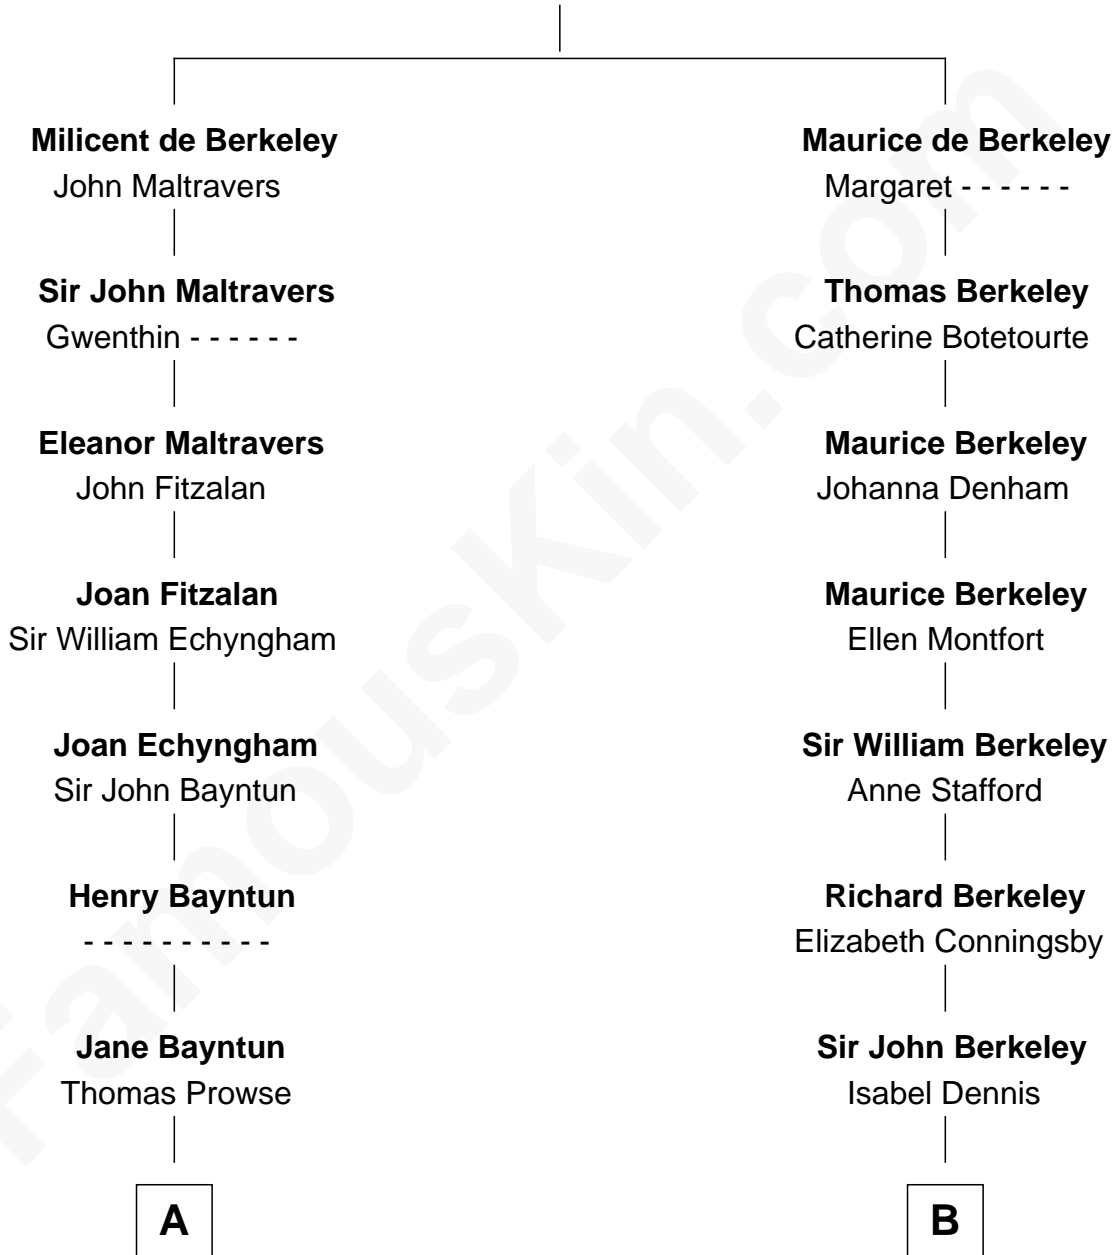 Milicent de Berkeley
John Maltravers
Sir John Maltravers
Gwenthin - - - - - -
Eleanor Maltravers
John Fitzalan
Joan Fitzalan
Sir William Echyngham
Joan Echyngham
Sir John Bayntun
Henry Bayntun
- - - - - - - - - -
Jane Bayntun
Thomas Prowse
A
Maurice de Berkeley
Margaret - - - - - -
Thomas Berkeley
Catherine Botetourte
Maurice Berkeley
Johanna Denham
Maurice Berkeley
Ellen Montfort
Sir William Berkeley
Anne Stafford
Richard Berkeley
Elizabeth Conningsby
Sir John Berkeley
Isabel Dennis
B
FamousKin.com